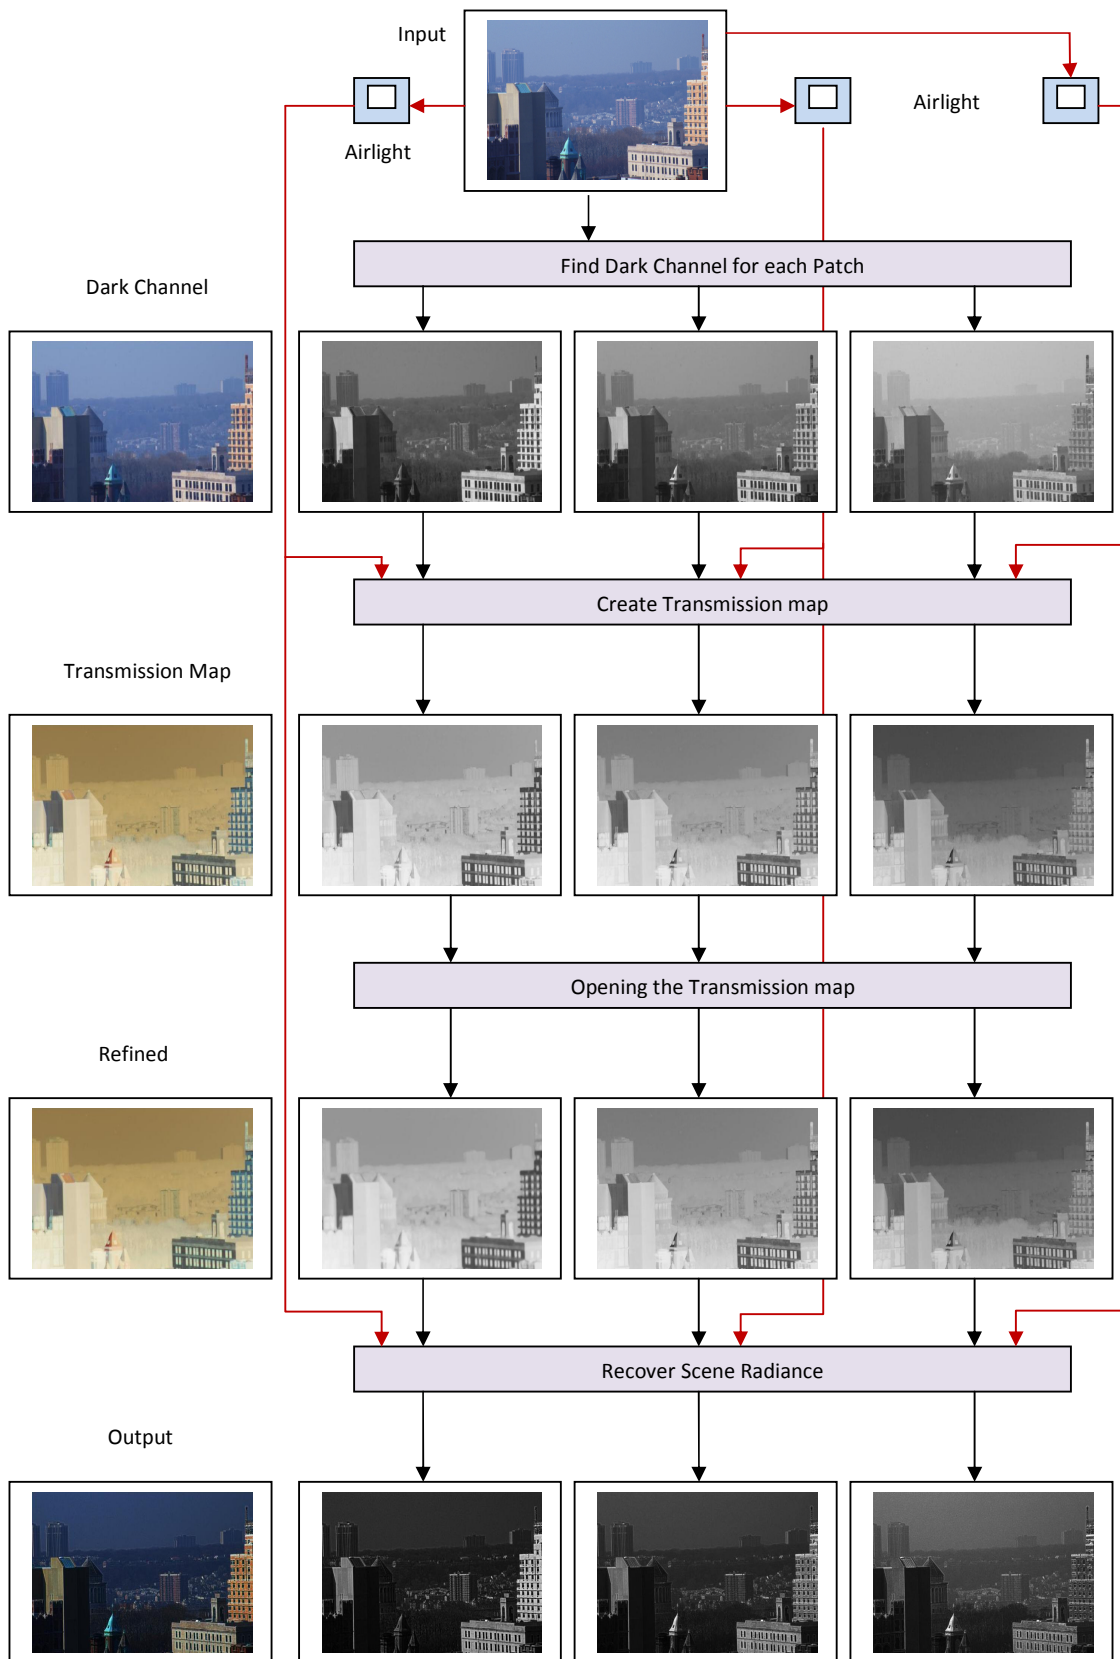 Input
Airlight
Airlight
Find Dark Channel for each Patch
Dark Channel
Create Transmission map
Transmission Map
Opening the Transmission map
Refined
Recover Scene Radiance
Output